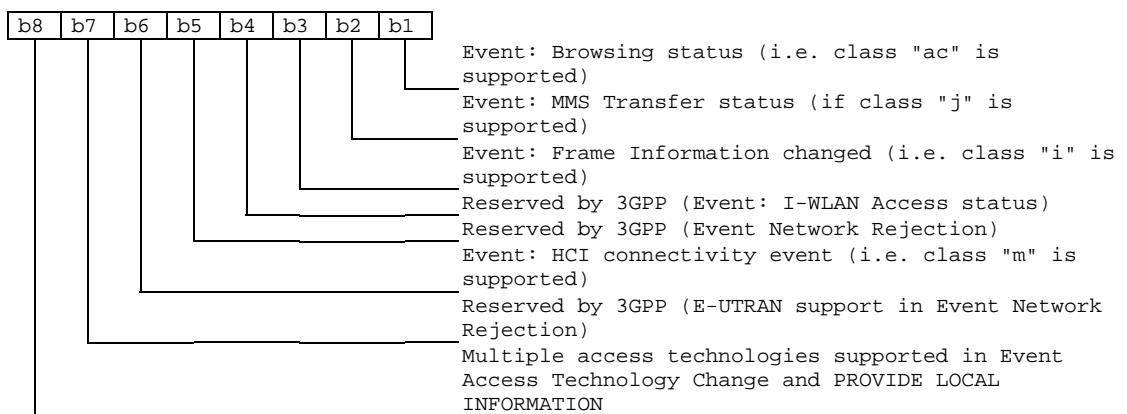 b8 b7 b6 b5 b4 b3 b2 b1
Event: Browsing status (i.e. class "ac" is
supported)
Event: MMS Transfer status (if class "j" is
supported)
Event: Frame Information changed (i.e. class "i" is
supported)
Reserved by 3GPP (Event: I-WLAN Access status)
Reserved by 3GPP (Event Network Rejection)
Event: HCI connectivity event (i.e. class "m" is
supported)
Reserved by 3GPP (E-UTRAN support in Event Network
Rejection)
Multiple access technologies supported in Event
Access Technology Change and PROVIDE LOCAL
INFORMATION